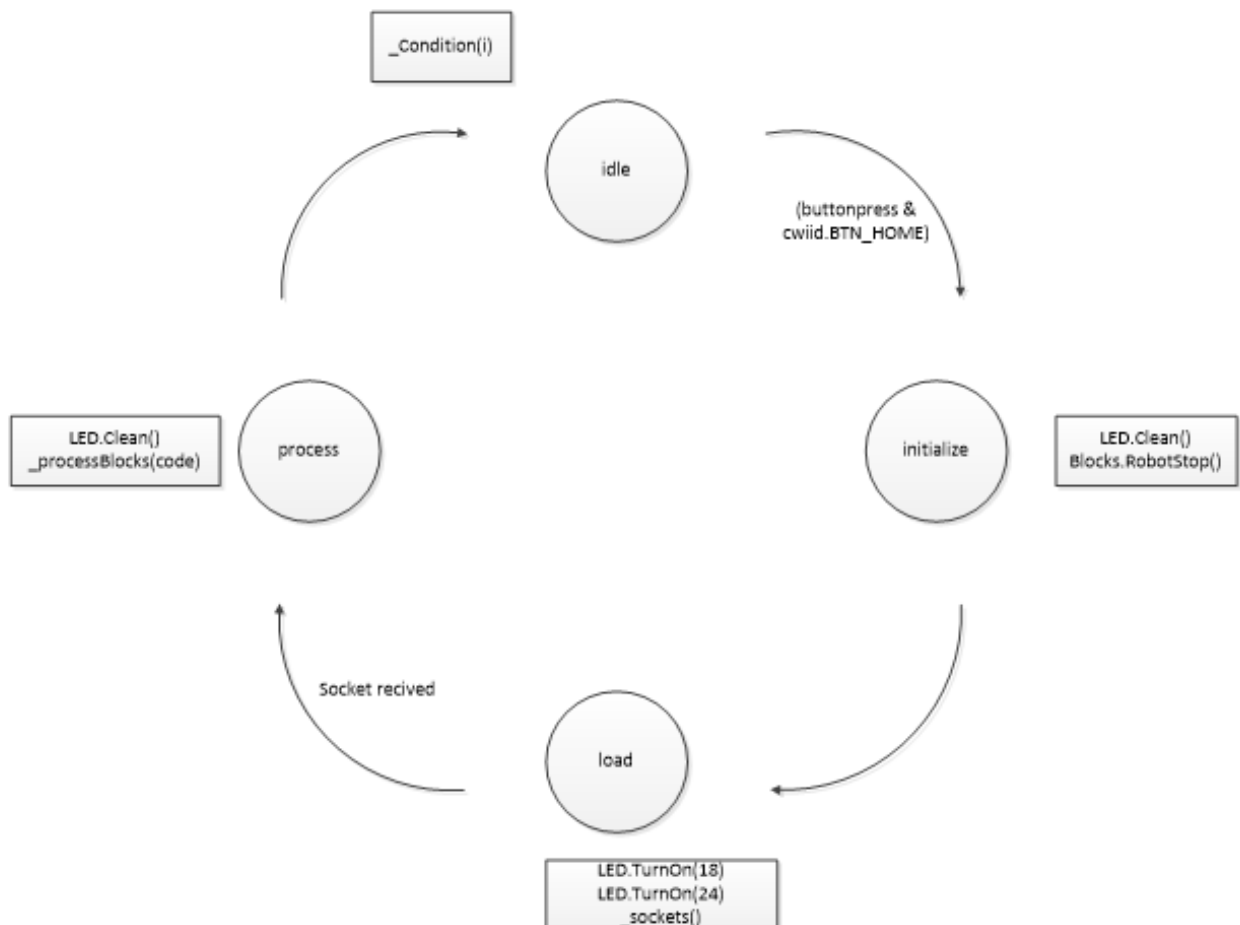 _Condition(i)
idle
(buttonpress &
cwiid.BTN_HOME)
LED.Clean()
_processBlocks(code)
process
initialize
LED.Clean()
Blocks.RobotStop()
Socket recived
load
LED.TurnOn(18)
LED.TurnOn(24)
_sockets()